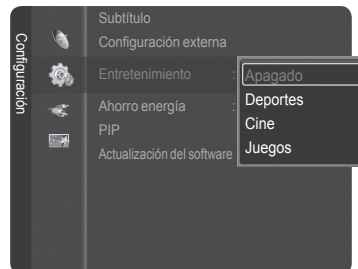 Configuración
Subtítulo
Configuración externa
Entretenimiento :
Ahorro energía :
PIP
Actualización del software
Apagado
Deportes
Cine
Juegos